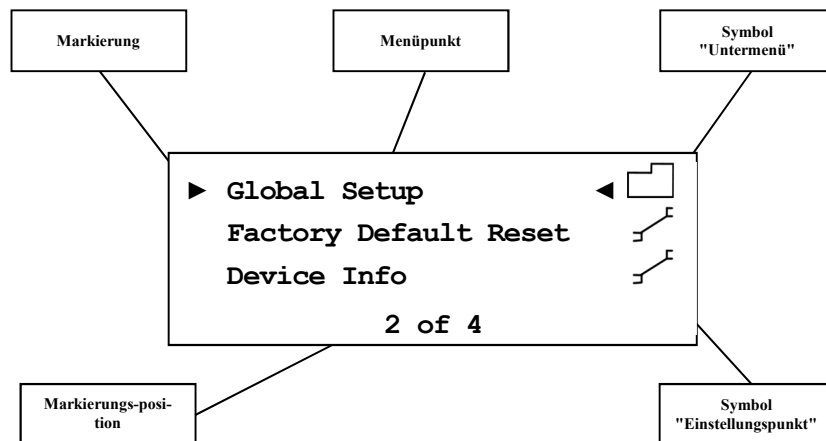 Markierung
Menüpunkt
Symbol
"Untermenü"
► Global Setup ◄
Factory Default Reset
Device Info
2 of 4
Markierungs-posi-
tion
Symbol
"Einstellungspunkt"